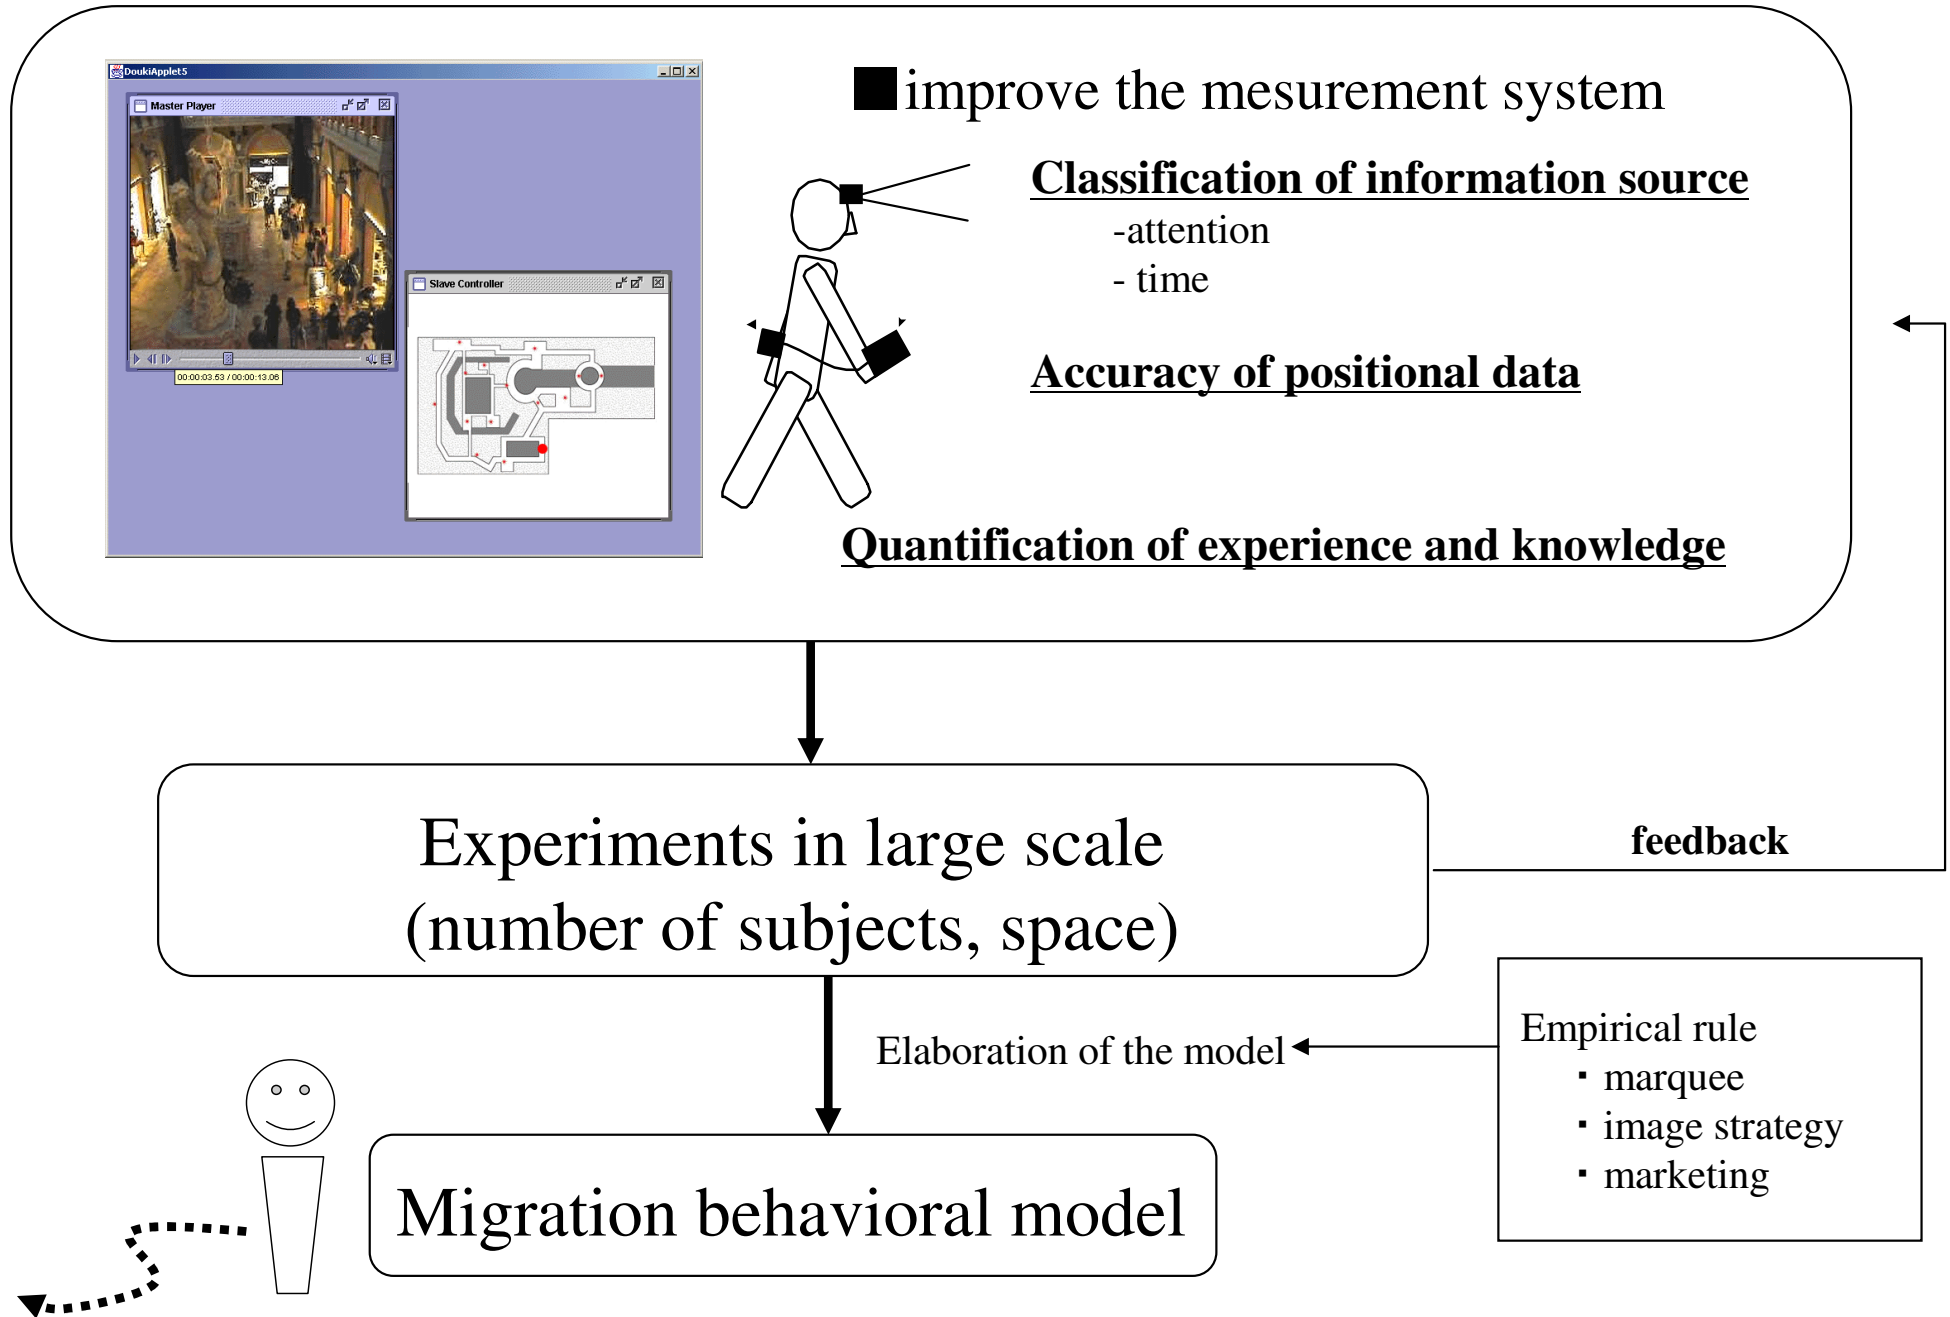 DoukiApplet5
Master Player
00:00:03.53 / 00:00:13.06
Slave Controller
■improve the mesurement system
Classification of information source
-attention
- time
Accuracy of positional data
Quantification of experience and knowledge
Experiments in large scale
(number of subjects, space)
feedback
Elaboration of the model
Empirical rule
・marquee
・image strategy
・marketing
Migration behavioral model